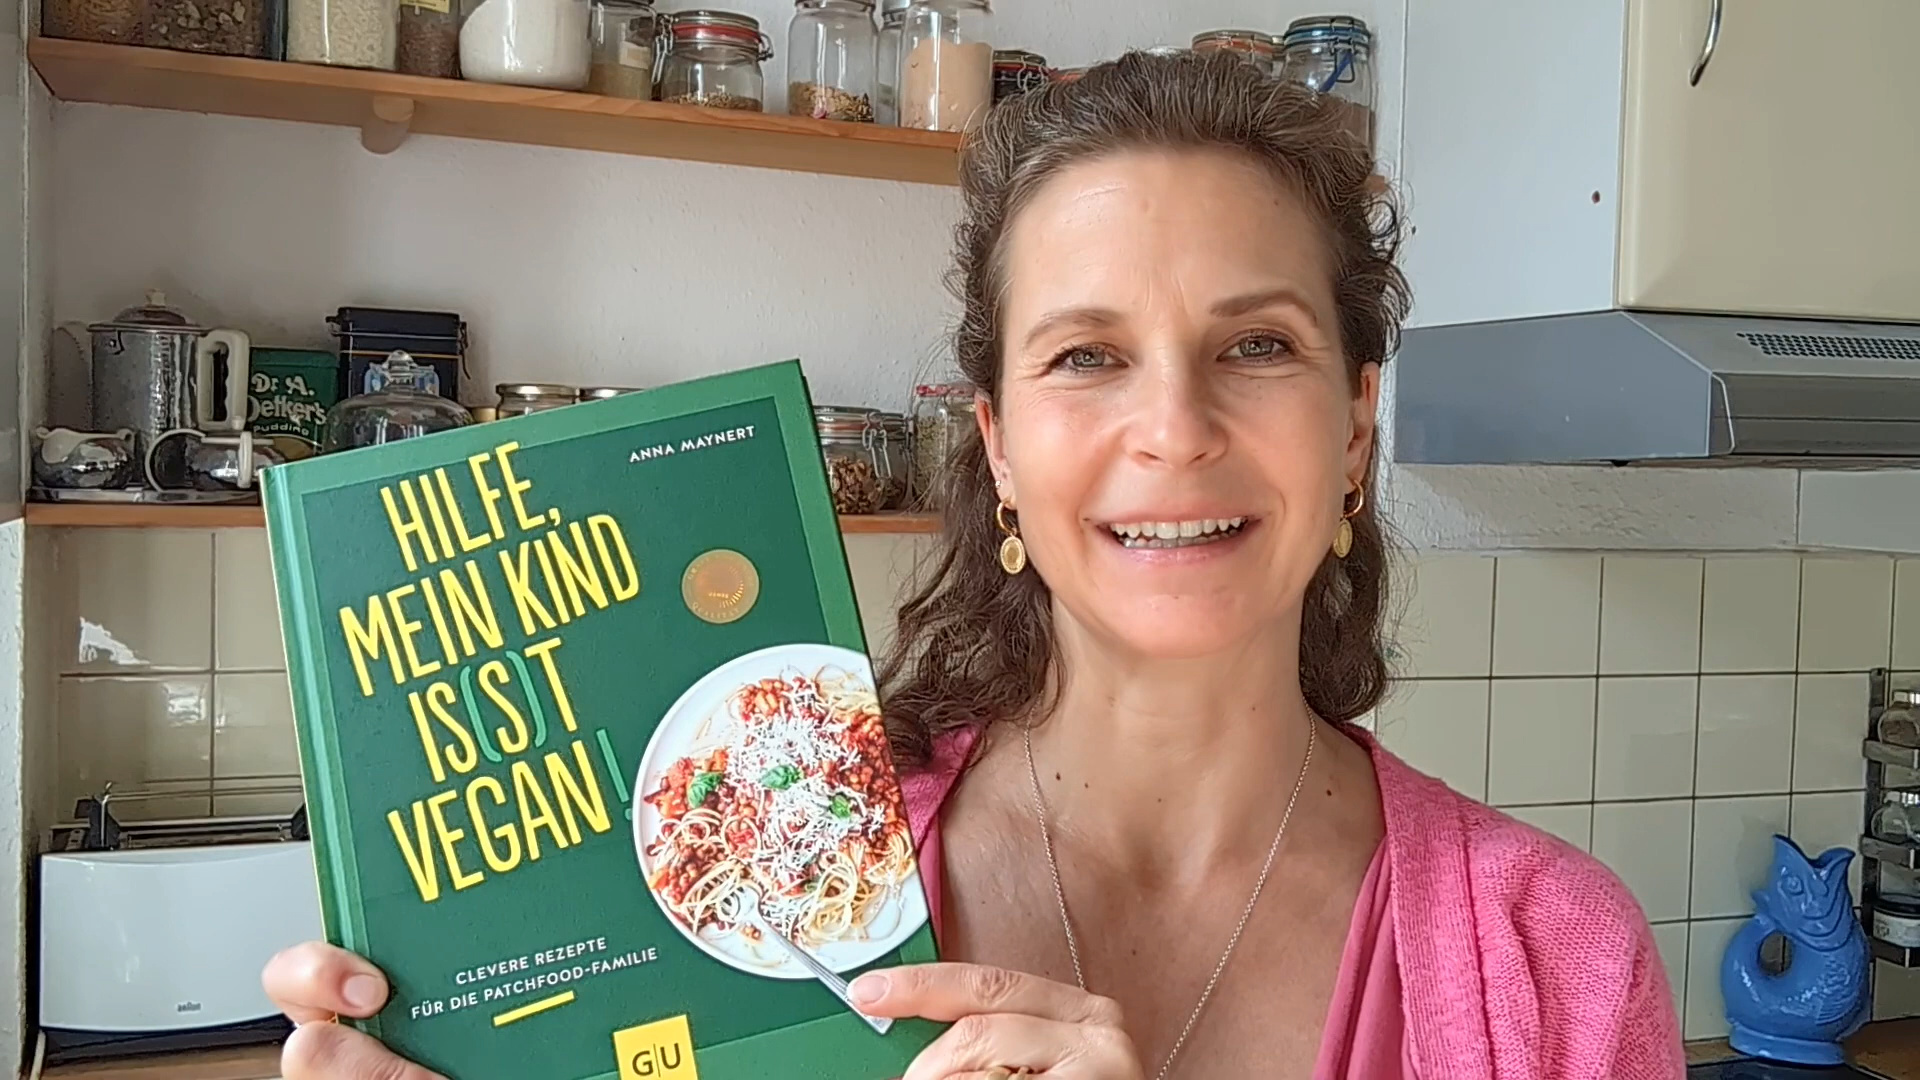 Dr. A.
Oetker's
Pudding
ANNA MAYNERT
HILFE,
MEIN KIND
IS(S)T
VEGAN!
CLEVERE REZEPTE
FÜR DIE PATCHFOOD-FAMILIE
G|U
BRAUN